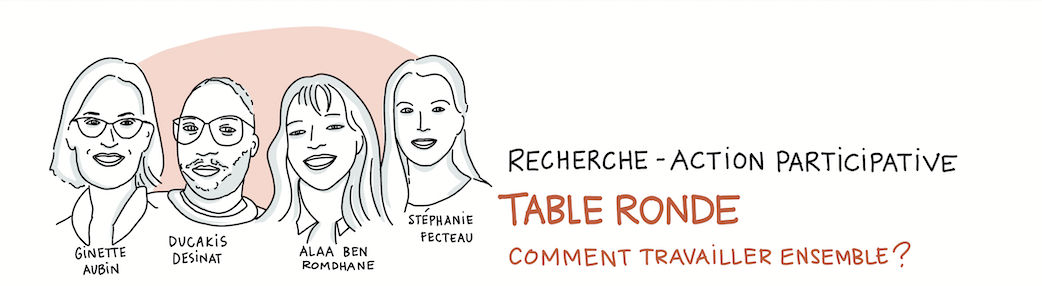 GINETTE
AUBIN
DUCAKIS
DESINAT
ALAA BEN
ROMDHANE
STÉPHANIE
FECTEAU
RECHERCHE-ACTION PARTICIPATIVE
TABLE RONDE
COMMENT TRAVAILLER ENSEMBLE?